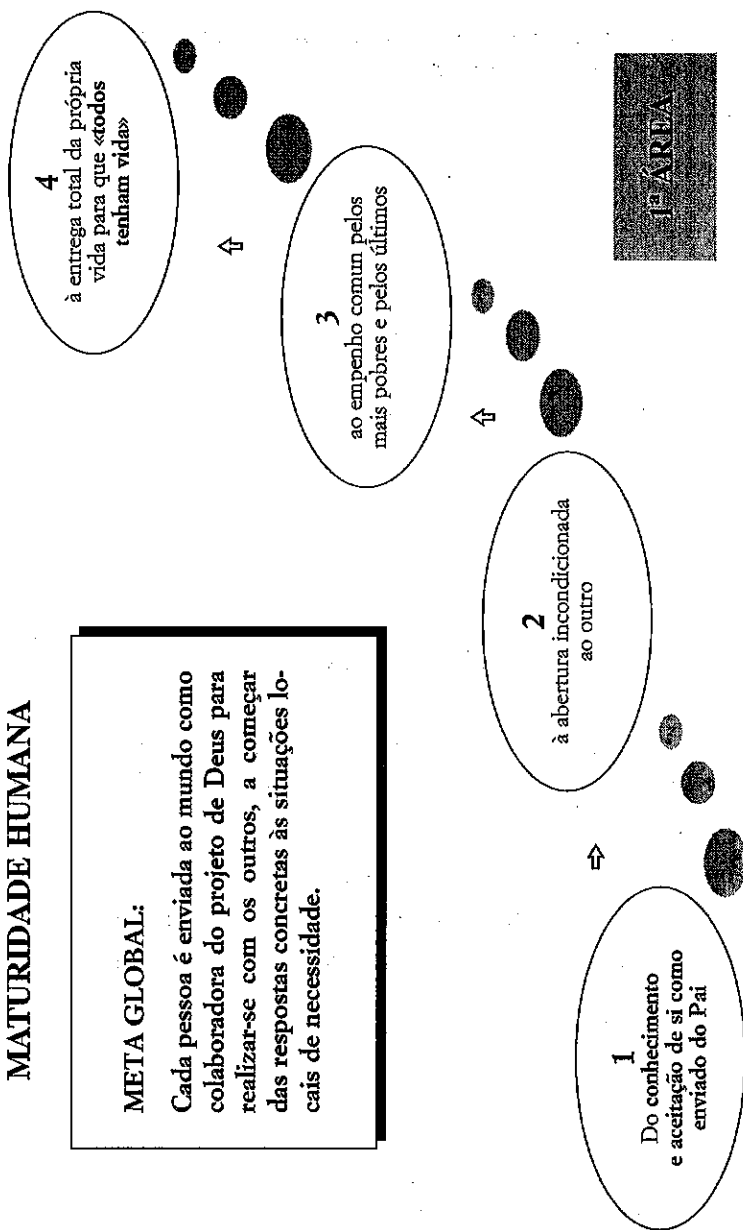 MATURIDADE HUMANA
META GLOBAL:
Cada pessoa é enviada ao mundo como
colaboradora do projeto de Deus para
realizar-se com os outros, a começar
das respostas concretas às situações lo-
cais de necessidade.
1
Do conhecimento
e aceitação de si como
enviado do Pai
2
à abertura incondicionada
ao outro
3
ao empenho comun pelos
mais pobres e pelos últimos
4
à entrega total da própria
vida para que «todos
tenham vida»
1ª ÁREA